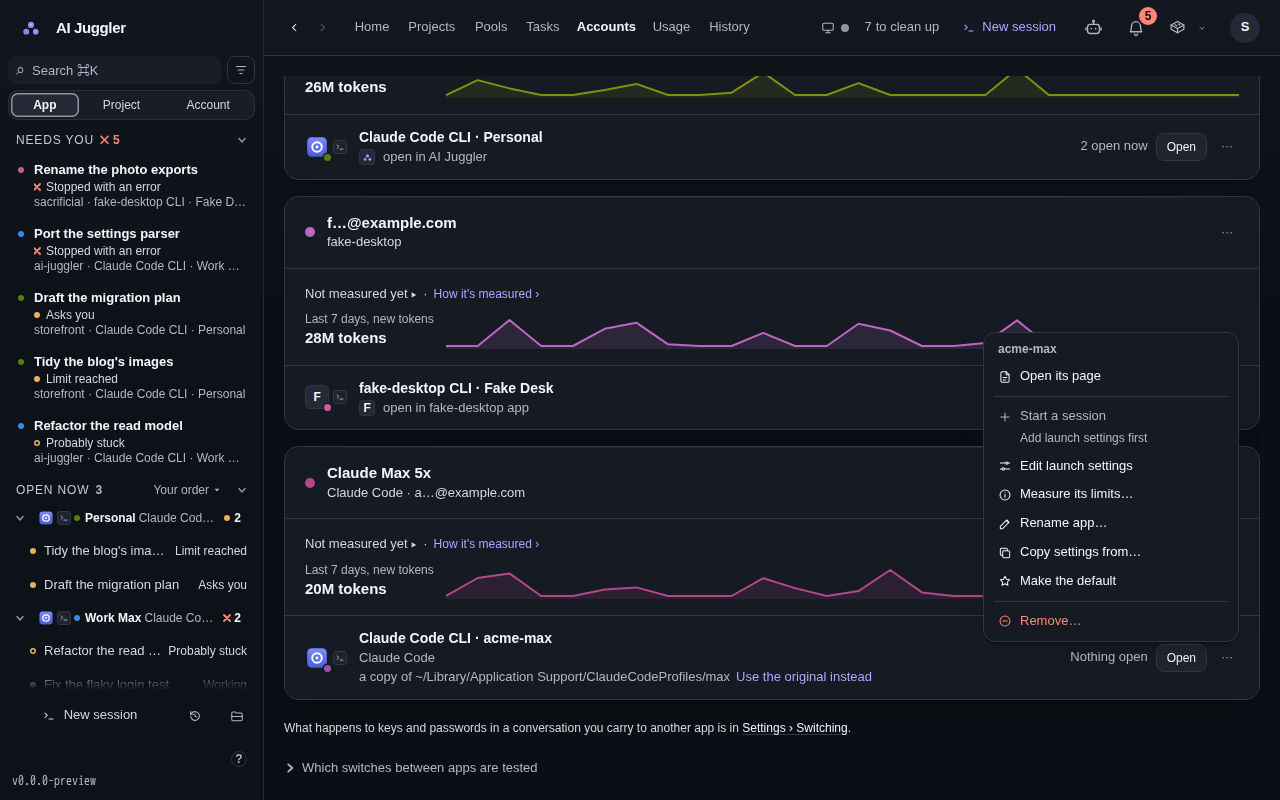 AI Juggler
Search ⌘K
App
Project
Account
NEEDS YOU 5
Rename the photo exports
Stopped with an error
sacrificial · fake-desktop CLI · Fake D…
Port the settings parser
Stopped with an error
ai-juggler · Claude Code CLI · Work …
Draft the migration plan
Asks you
storefront · Claude Code CLI · Personal
Tidy the blog's images
Limit reached
storefront · Claude Code CLI · Personal
Refactor the read model
Probably stuck
ai-juggler · Claude Code CLI · Work …
OPEN NOW 3
Your order
Personal Claude Cod… 2
Tidy the blog's ima… Limit reached
Draft the migration plan Asks you
Work Max Claude Co… 2
Refactor the read … Probably stuck
Fix the flaky login test Working
New session
?
v0.0.0-preview
Home
Projects
Pools
Tasks
Accounts
Usage
History
7 to clean up
New session
5
S
26M tokens
Claude Code CLI · Personal
open in AI Juggler
2 open now
Open
…
f…@example.com
fake-desktop
…
Not measured yet ▸ · How it's measured ›
Last 7 days, new tokens
28M tokens
F
fake-desktop CLI · Fake Desk
F open in fake-desktop app
Claude Max 5x
Claude Code · a…@example.com
Not measured yet ▸ · How it's measured ›
Last 7 days, new tokens
20M tokens
Claude Code CLI · acme-max
Claude Code
a copy of ~/Library/Application Support/ClaudeCodeProfiles/max Use the original instead
Nothing open
Open
…
acme-max
Open its page
Start a session
Add launch settings first
Edit launch settings
Measure its limits…
Rename app…
Copy settings from…
Make the default
Remove…
What happens to keys and passwords in a conversation you carry to another app is in Settings › Switching.
Which switches between apps are tested